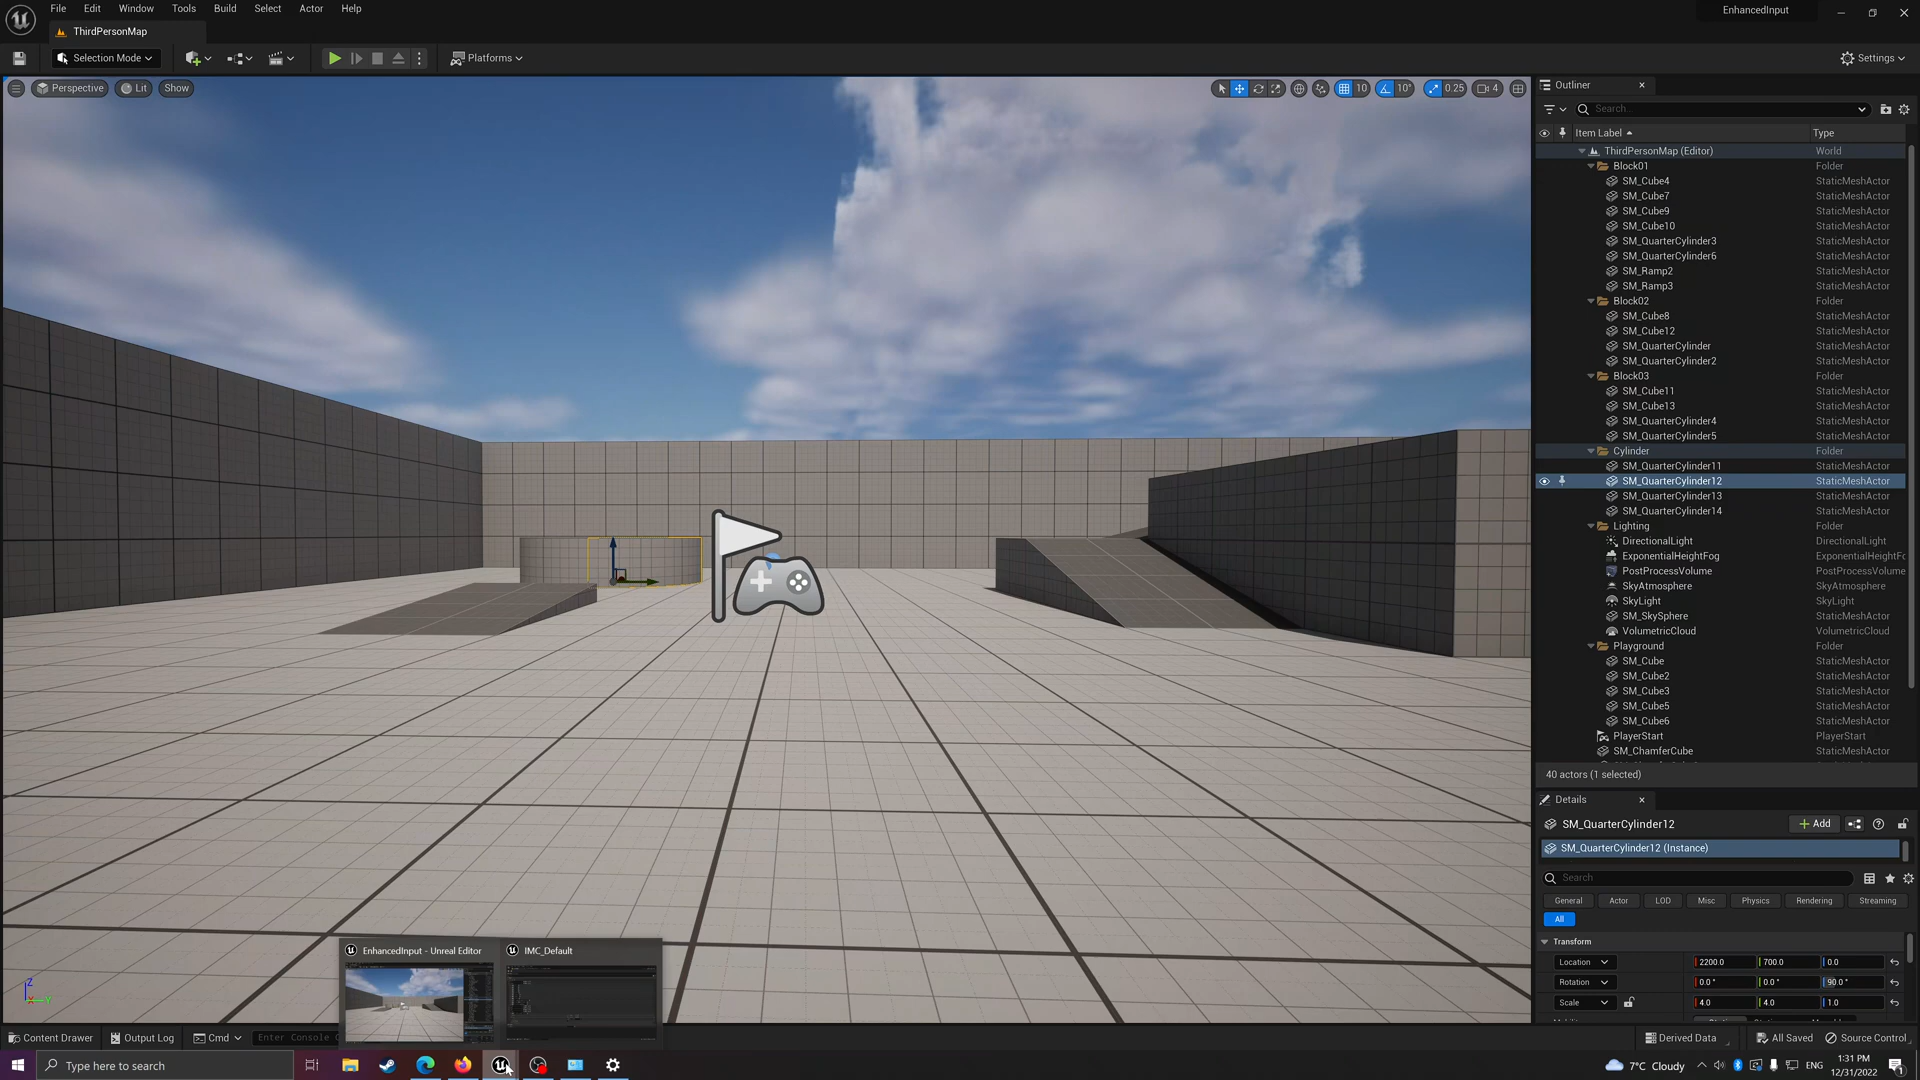 File Edit Window Tools Build Select Actor Help
EnhancedInput
ThirdPersonMap
Selection Mode
Platforms
Settings
Perspective Lit Show
10 10° 0.25 4
Outliner
Search...
Item Label Type
ThirdPersonMap (Editor) World
Block01 Folder
SM_Cube4 StaticMeshActor
SM_Cube7 StaticMeshActor
SM_Cube9 StaticMeshActor
SM_Cube10 StaticMeshActor
SM_QuarterCylinder3 StaticMeshActor
SM_QuarterCylinder6 StaticMeshActor
SM_Ramp2 StaticMeshActor
SM_Ramp3 StaticMeshActor
Block02 Folder
SM_Cube8 StaticMeshActor
SM_Cube12 StaticMeshActor
SM_QuarterCylinder StaticMeshActor
SM_QuarterCylinder2 StaticMeshActor
Block03 Folder
SM_Cube11 StaticMeshActor
SM_Cube13 StaticMeshActor
SM_QuarterCylinder4 StaticMeshActor
SM_QuarterCylinder5 StaticMeshActor
Cylinder Folder
SM_QuarterCylinder11 StaticMeshActor
SM_QuarterCylinder12 StaticMeshActor
SM_QuarterCylinder13 StaticMeshActor
SM_QuarterCylinder14 StaticMeshActor
Lighting Folder
DirectionalLight DirectionalLight
ExponentialHeightFog ExponentialHeightFo
PostProcessVolume PostProcessVolume
SkyAtmosphere SkyAtmosphere
SkyLight SkyLight
SM_SkySphere StaticMeshActor
VolumetricCloud VolumetricCloud
Playground Folder
SM_Cube StaticMeshActor
SM_Cube2 StaticMeshActor
SM_Cube3 StaticMeshActor
SM_Cube5 StaticMeshActor
SM_Cube6 StaticMeshActor
PlayerStart PlayerStart
SM_ChamferCube StaticMeshActor
40 actors (1 selected)
Details
SM_QuarterCylinder12 Add
SM_QuarterCylinder12 (Instance)
Search
General Actor LOD Misc Physics Rendering Streaming
All
Transform
Location 2200.0 700.0 0.0
Rotation 0.0° 0.0° 90.0°
Scale 4.0 4.0 1.0
EnhancedInput - Unreal Editor IMC_Default
Z
X Y
Content Drawer Output Log Cmd Enter Console
Derived Data All Saved Source Control
Type here to search
7°C Cloudy ENG
1:31 PM
12/31/2022
1